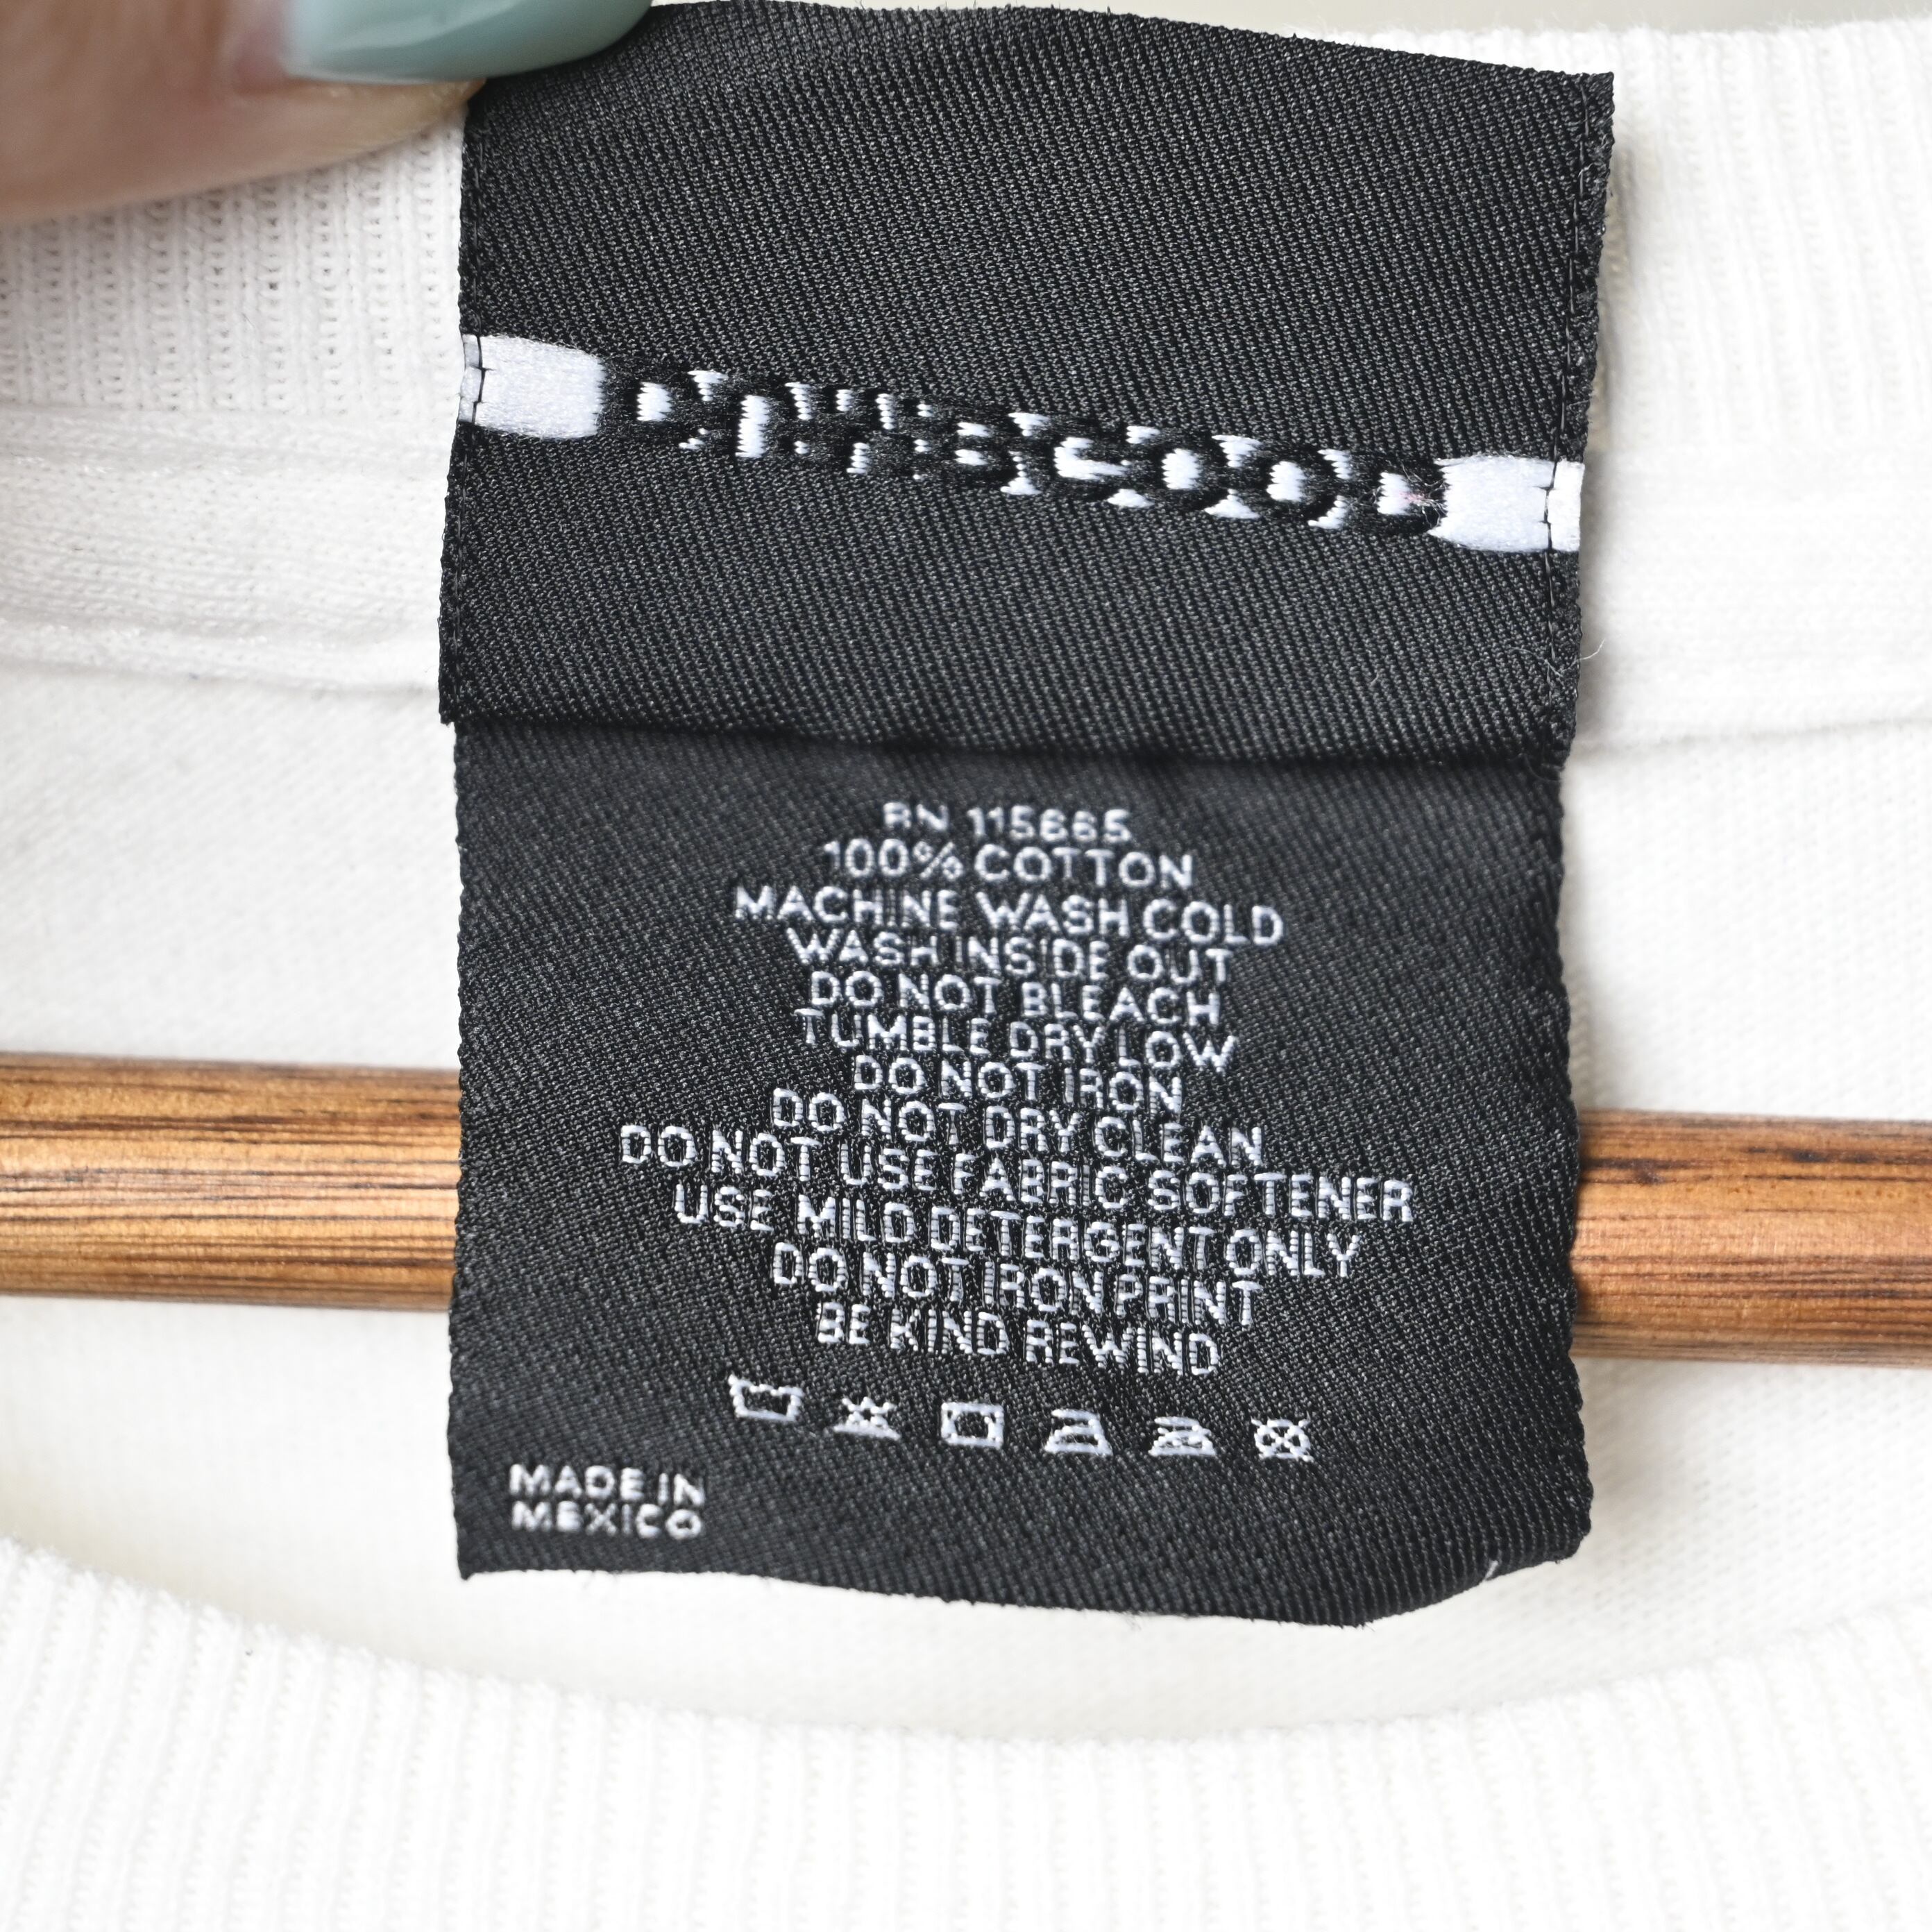 RN 115665
100% COTTON
MACHINE WASH COLD
WASH INSIDE OUT
DO NOT BLEACH
TUMBLE DRY LOW
DO NOT IRON
DO NOT DRY CLEAN
DO NOT USE FABRIC SOFTENER
USE MILD DETERGENT ONLY
DO NOT IRON PRINT
BE KIND REWIND
MADE IN
MEXICO